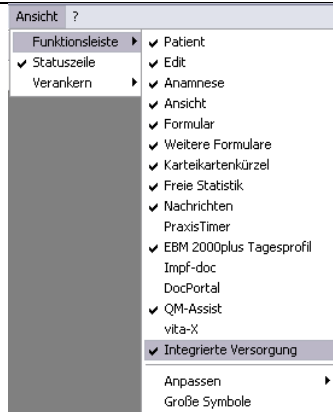 Ansicht ?
Funktionsleiste
Statuszeile
Verankern
Patient
Edit
Anamnese
Ansicht
Formular
Weitere Formulare
Karteikartenkürzel
Freie Statistik
Nachrichten
PraxisTimer
EBM 2000plus Tagesprofil
Impf-doc
DocPortal
QM-Assist
vita-X
Integrierte Versorgung
Anpassen
Große Symbole